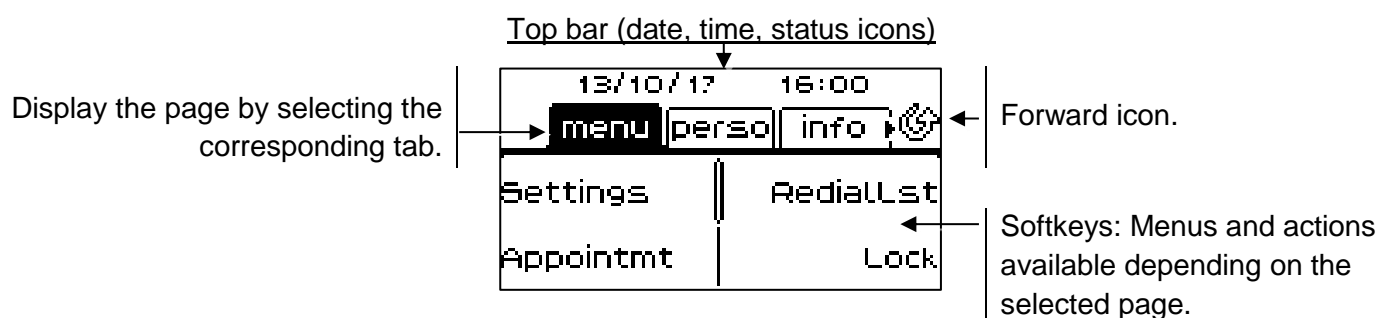 Top bar (date, time, status icons)
13/10/17 16:00
Display the page by selecting the
corresponding tab.
menu perso info
Forward icon.
Settings RedialLst
Appointmt Lock
Softkeys: Menus and actions
available depending on the
selected page.